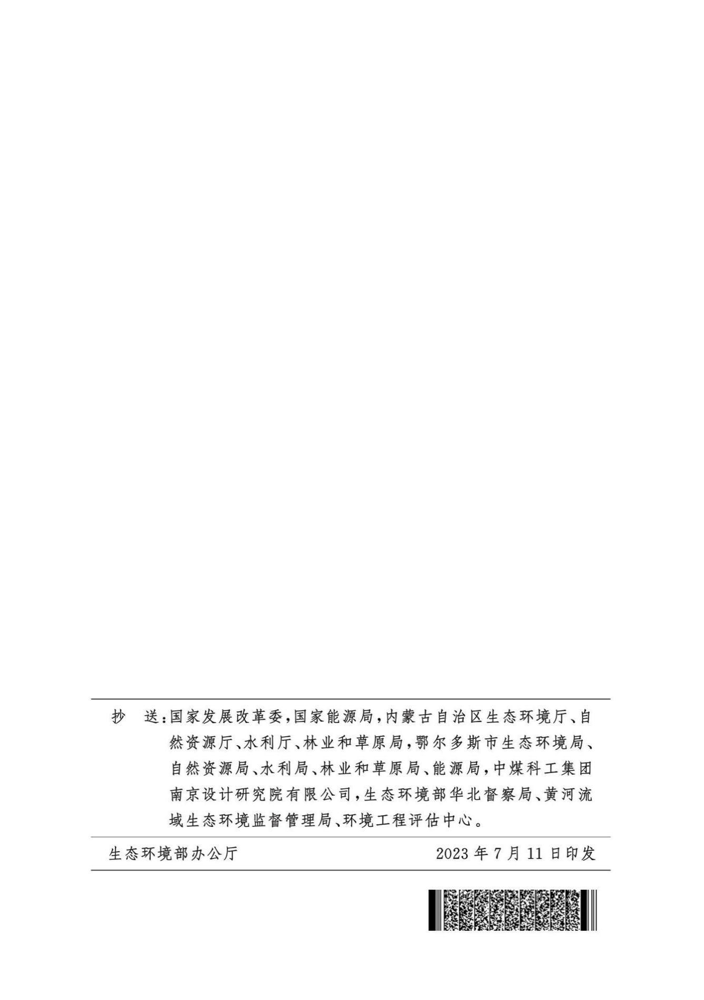 抄　送:国家发展改革委,国家能源局,内蒙古自治区生态环境厅、自
然资源厅、水利厅、林业和草原局,鄂尔多斯市生态环境局、
自然资源局、水利局、林业和草原局、能源局,中煤科工集团
南京设计研究院有限公司,生态环境部华北督察局、黄河流
域生态环境监督管理局、环境工程评估中心。
生态环境部办公厅 2023 年 7 月 11 日印发